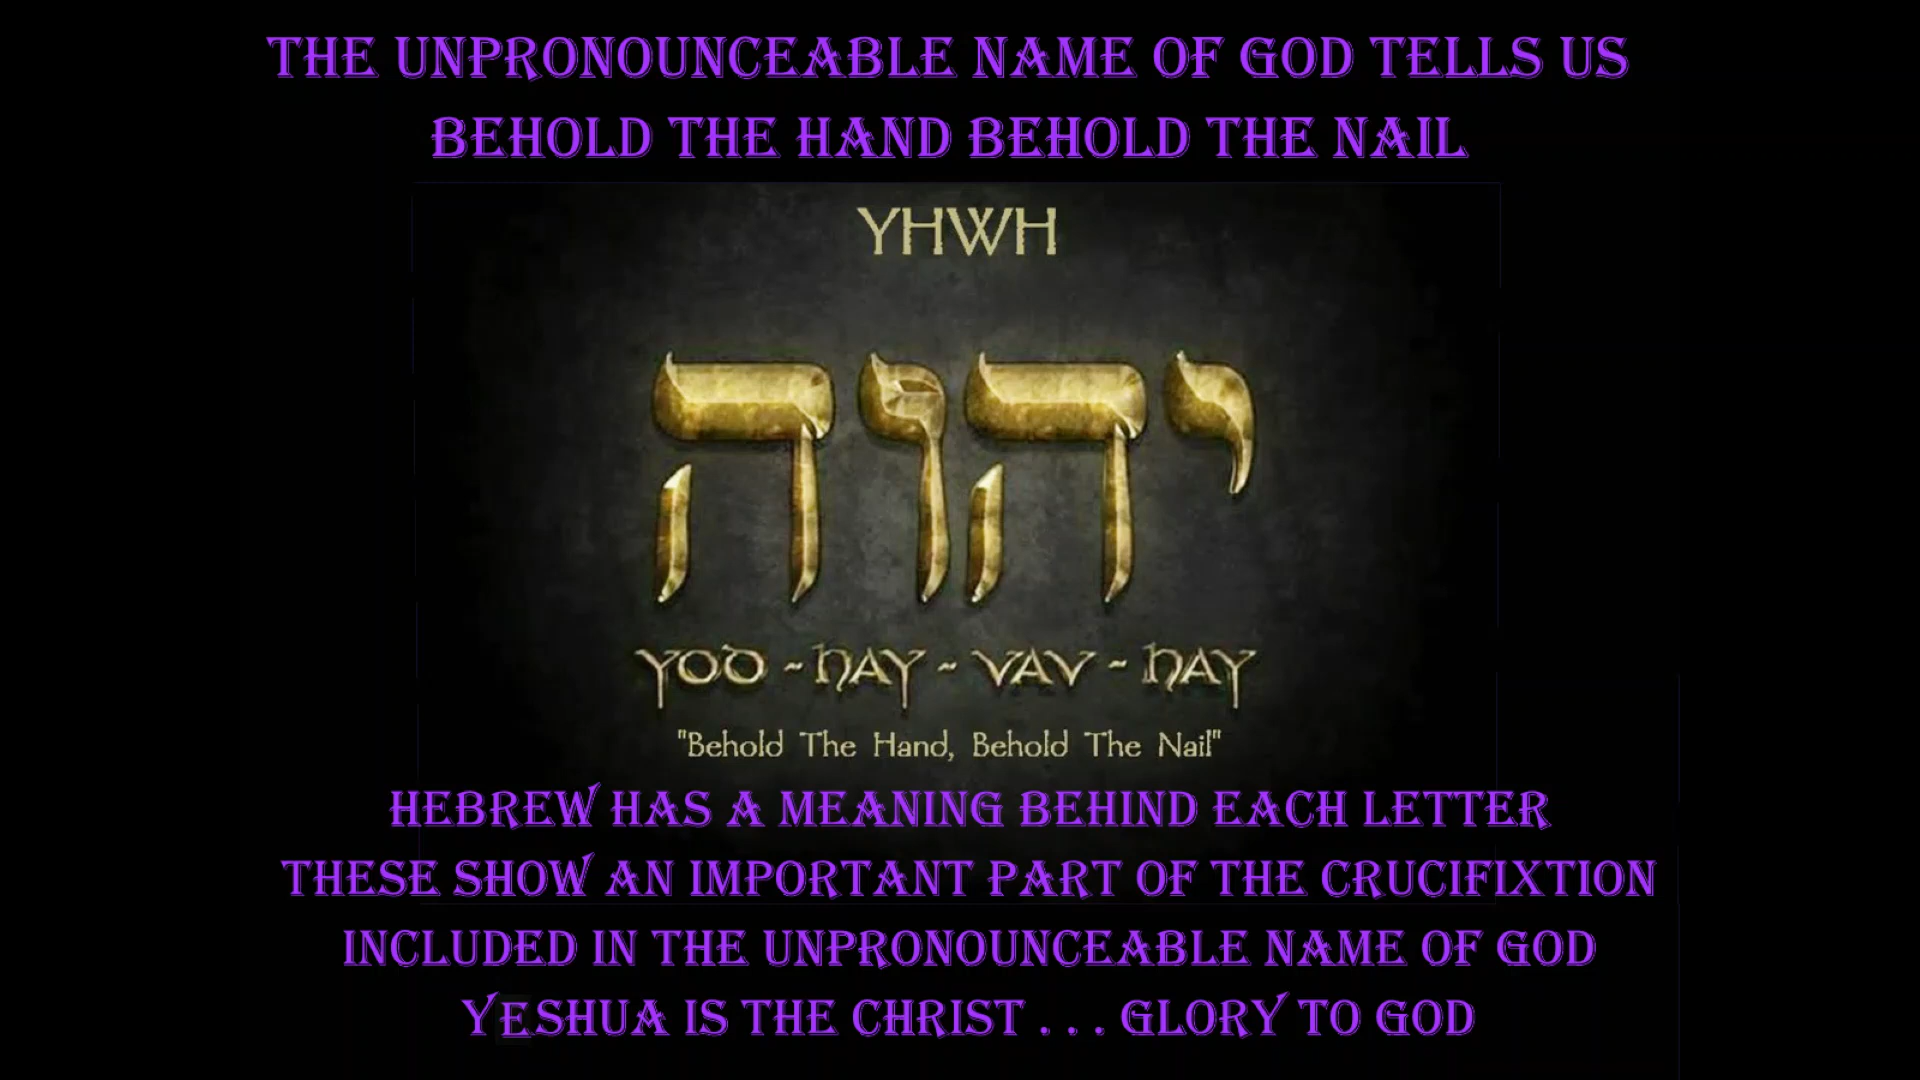 THE UNPRONOUNCEABLE NAME OF GOD TELLS US
BEHOLD THE HAND BEHOLD THE NAIL
YHWH
יהוה
YOD - HAY - VAV - HAY
"Behold The Hand, Behold The Nail"
HEBREW HAS A MEANING BEHIND EACH LETTER
THESE SHOW AN IMPORTANT PART OF THE CRUCIFIXTION
INCLUDED IN THE UNPRONOUNCEABLE NAME OF GOD
YESHUA IS THE CHRIST . . . GLORY TO GOD